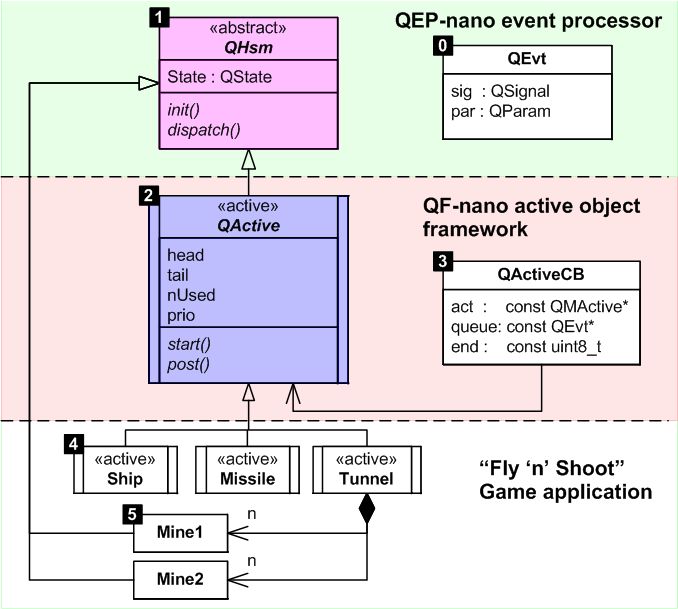 1
«abstract»
QHsm
State : QState
init()
dispatch()
QEP-nano event processor
0
QEvt
sig : QSignal
par : QParam
2
«active»
QActive
head
tail
nUsed
prio
start()
post()
QF-nano active object
framework
3
QActiveCB
act : const QMActive*
queue: const QEvt*
end : const uint8_t
4
«active»
Ship
«active»
Missile
«active»
Tunnel
“Fly ‘n’ Shoot”
Game application
5
Mine1
n
Mine2
n